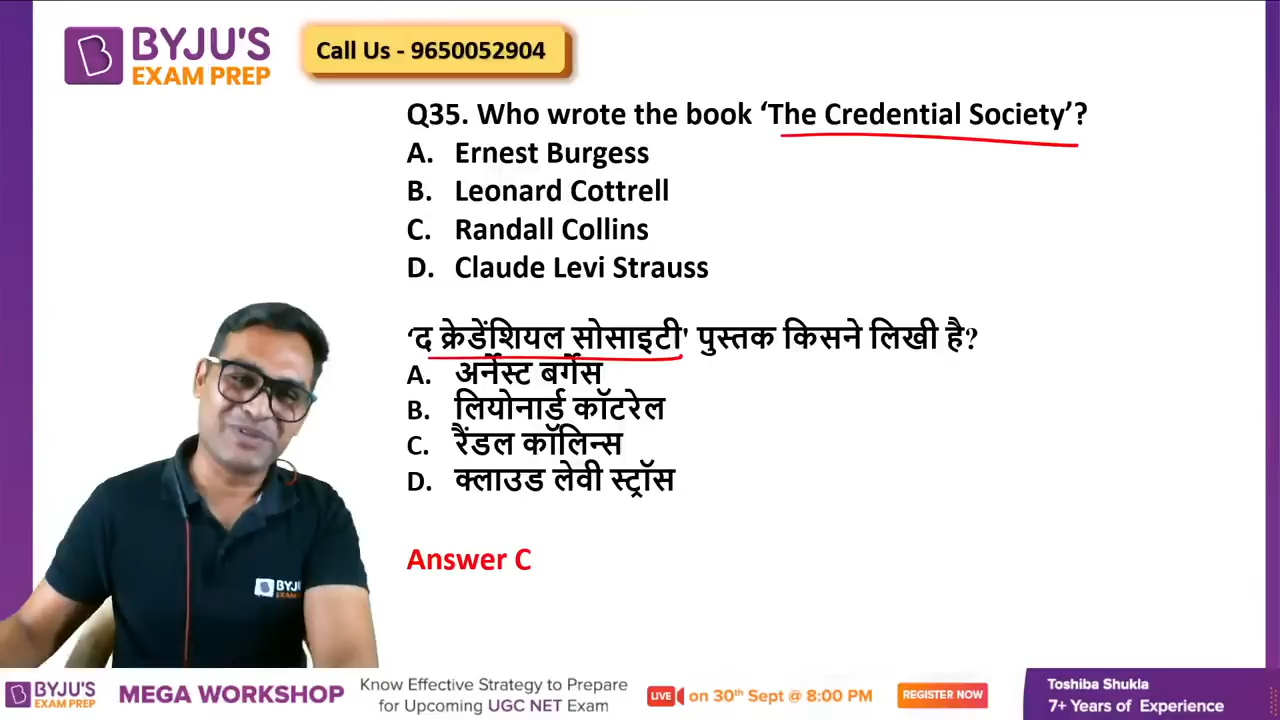 BYJU'S
EXAM PREP
Call Us - 9650052904
Q35. Who wrote the book ‘The Credential Society’?
A. Ernest Burgess
B. Leonard Cottrell
C. Randall Collins
D. Claude Levi Strauss
‘द क्रेडेंशियल सोसाइटी' पुस्तक किसने लिखी है?
A. अर्नेस्ट बर्गेस
B. लियोनार्ड कॉटरेल
C. रैंडल कॉलिन्स
D. क्लाउड लेवी स्ट्रॉस
Answer C
BYJU
EXAM
BYJU'S
EXAM PREP
MEGA WORKSHOP
Know Effective Strategy to Prepare
for Upcoming UGC NET Exam
LIVE on 30th Sept @ 8:00 PM
REGISTER NOW
Toshiba Shukla
7+ Years of Experience